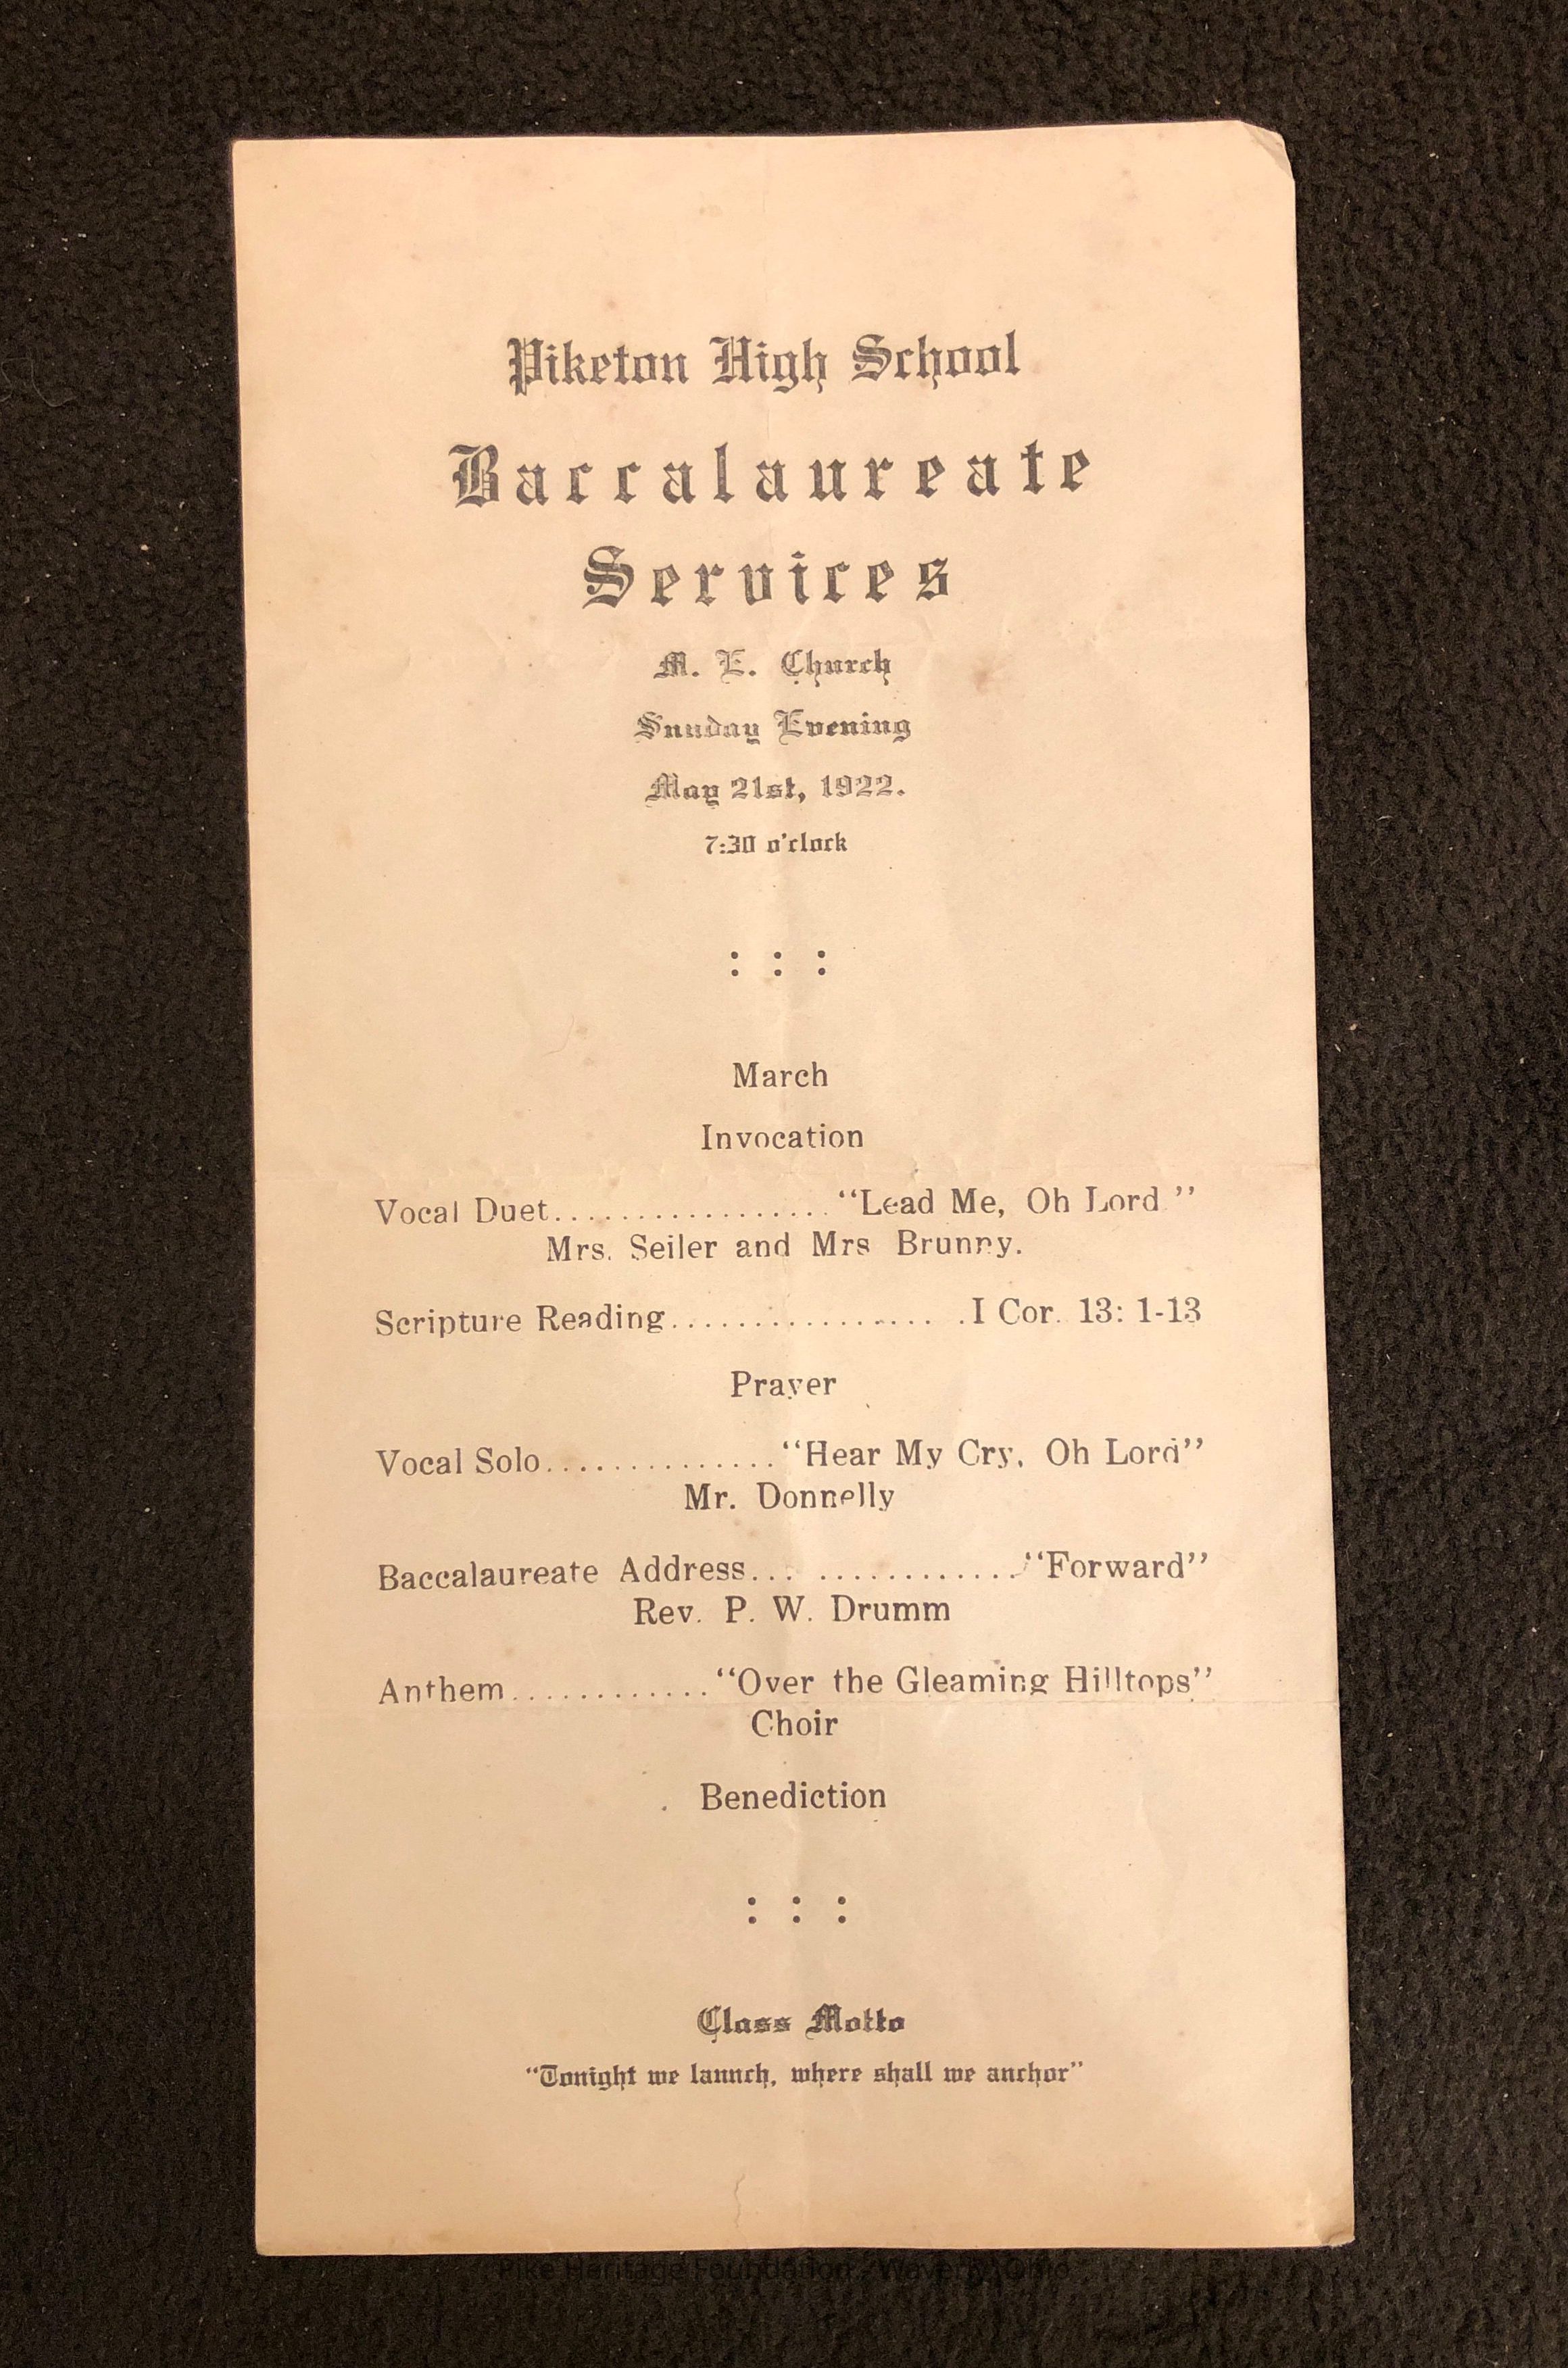 Piketon High School
Baccalaureate
Services
M. E. Church
Sunday Evening
May 21st, 1922.
7:30 o'clock
: : :
March
Invocation
Vocal Duet................."Lead Me, Oh Lord."
Mrs. Seiler and Mrs Brunny.
Scripture Reading.................. .I Cor. 13: 1-13
Prayer
Vocal Solo.............."Hear My Cry, Oh Lord"
Mr. Donnelly
Baccalaureate Address... ............."Forward"
Rev. P. W. Drumm
Anthem............"Over the Gleaming Hilltops"
Choir
Benediction
: : :
Class Motto
"Tonight we launch, where shall we anchor"
Pike Heritage Foundation - Waverly, Ohio